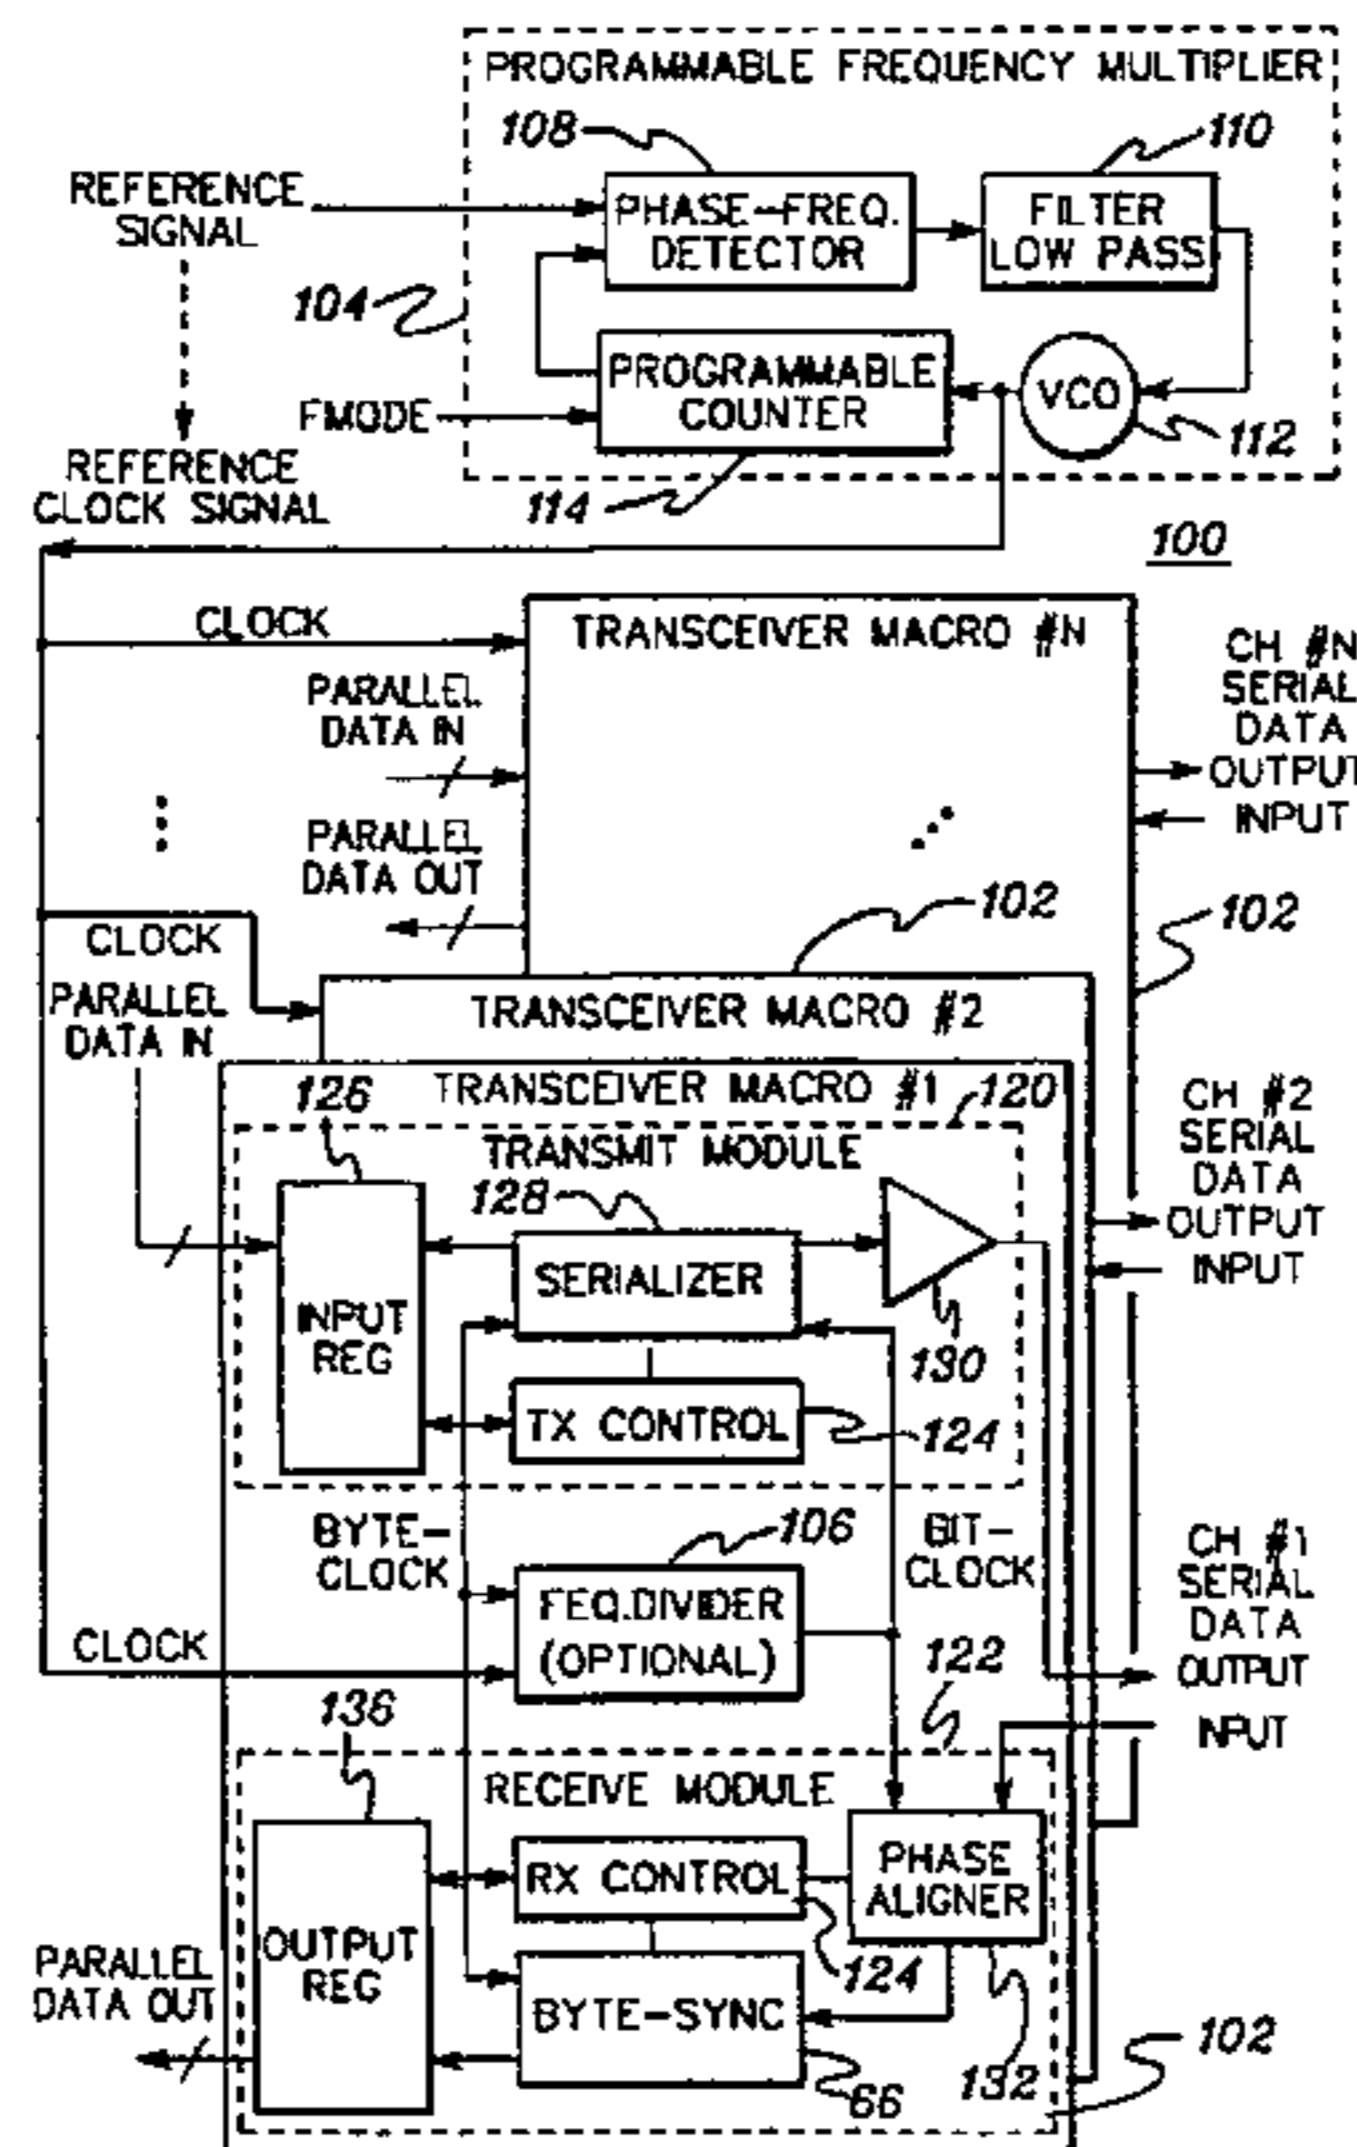 PROGRAMMABLE FREQUENCY MULTIPLIER
108
110
REFERENCE
SIGNAL
PHASE-FREQ.
DETECTOR
FILTER
LOW PASS
104
PROGRAMMABLE
COUNTER
VCO
FMODE
112
REFERENCE
CLOCK SIGNAL
114
100
CLOCK
TRANSCEIVER MACRO #N
CH #N
SERIAL
DATA
OUTPUT
INPUT
PARALLEL
DATA IN
PARALLEL
DATA OUT
102
102
CLOCK
PARALLEL
DATA IN
TRANSCEIVER MACRO #2
TRANSCEIVER MACRO #1
126
120
CH #2
SERIAL
DATA
OUTPUT
INPUT
TRANSMIT MODULE
128
SERIALIZER
INPUT
REG
130
TX CONTROL
124
BYTE-
CLOCK
106
BIT-
CLOCK
CH #1
SERIAL
DATA
OUTPUT
INPUT
FEQ.DIVIDER
(OPTIONAL)
CLOCK
122
136
RECEIVE MODULE
RX CONTROL
PHASE
ALIGNER
OUTPUT
REG
124
PARALLEL
DATA OUT
BYTE-SYNC
132
102
66